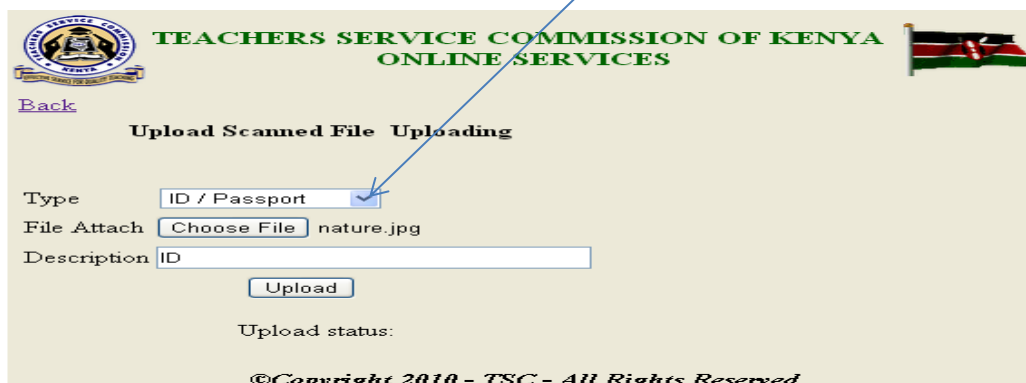 TEACHERS SERVICE COMMISSION OF KENYA
ONLINE SERVICES
Back
Upload Scanned File Uploading
Type ID / Passport
File Attach Choose File nature.jpg
Description ID
Upload
Upload status:
©Copyright 2010 - TSC - All Rights Reserved